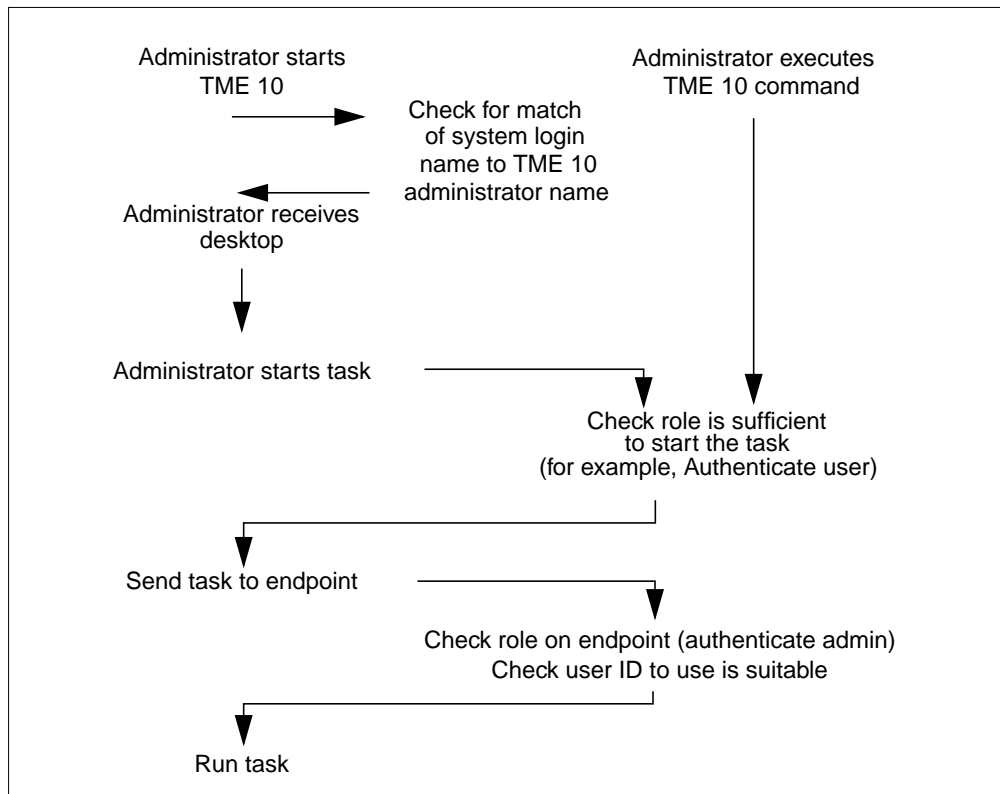 Administrator starts
TME 10
Administrator executes
TME 10 command
Check for match
of system login
name to TME 10
administrator name
Administrator receives
desktop
Administrator starts task
Check role is sufficient
to start the task
(for example, Authenticate user)
Send task to endpoint
Check role on endpoint (authenticate admin)
Check user ID to use is suitable
Run task